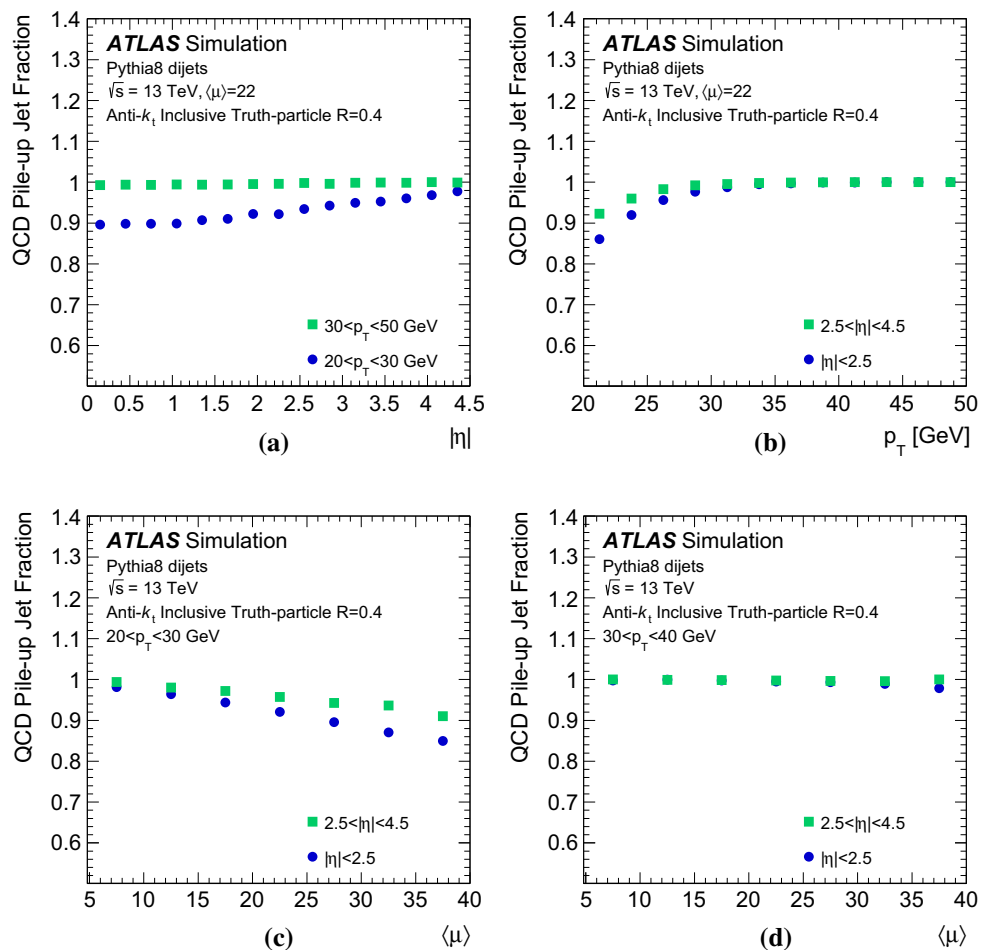 QCD Pile-up Jet Fraction
1.4
1.3
1.2
1.1
1
0.9
0.8
0.7
0.6
ATLAS Simulation
Pythia8 dijets
√s = 13 TeV, ⟨μ⟩=22
Anti-kt Inclusive Truth-particle R=0.4
30<pT<50 GeV
20<pT<30 GeV
0 0.5 1 1.5 2 2.5 3 3.5 4 4.5
(a)
|η|
QCD Pile-up Jet Fraction
1.4
1.3
1.2
1.1
1
0.9
0.8
0.7
0.6
ATLAS Simulation
Pythia8 dijets
√s = 13 TeV, ⟨μ⟩=22
Anti-kt Inclusive Truth-particle R=0.4
2.5<|η|<4.5
|η|<2.5
20 25 30 35 40 45 50
(b)
pT [GeV]
QCD Pile-up Jet Fraction
1.4
1.3
1.2
1.1
1
0.9
0.8
0.7
0.6
ATLAS Simulation
Pythia8 dijets
√s = 13 TeV
Anti-kt Inclusive Truth-particle R=0.4
20<pT<30 GeV
2.5<|η|<4.5
|η|<2.5
5 10 15 20 25 30 35 40
(c)
⟨μ⟩
QCD Pile-up Jet Fraction
1.4
1.3
1.2
1.1
1
0.9
0.8
0.7
0.6
ATLAS Simulation
Pythia8 dijets
√s = 13 TeV
Anti-kt Inclusive Truth-particle R=0.4
30<pT<40 GeV
2.5<|η|<4.5
|η|<2.5
5 10 15 20 25 30 35 40
(d)
⟨μ⟩